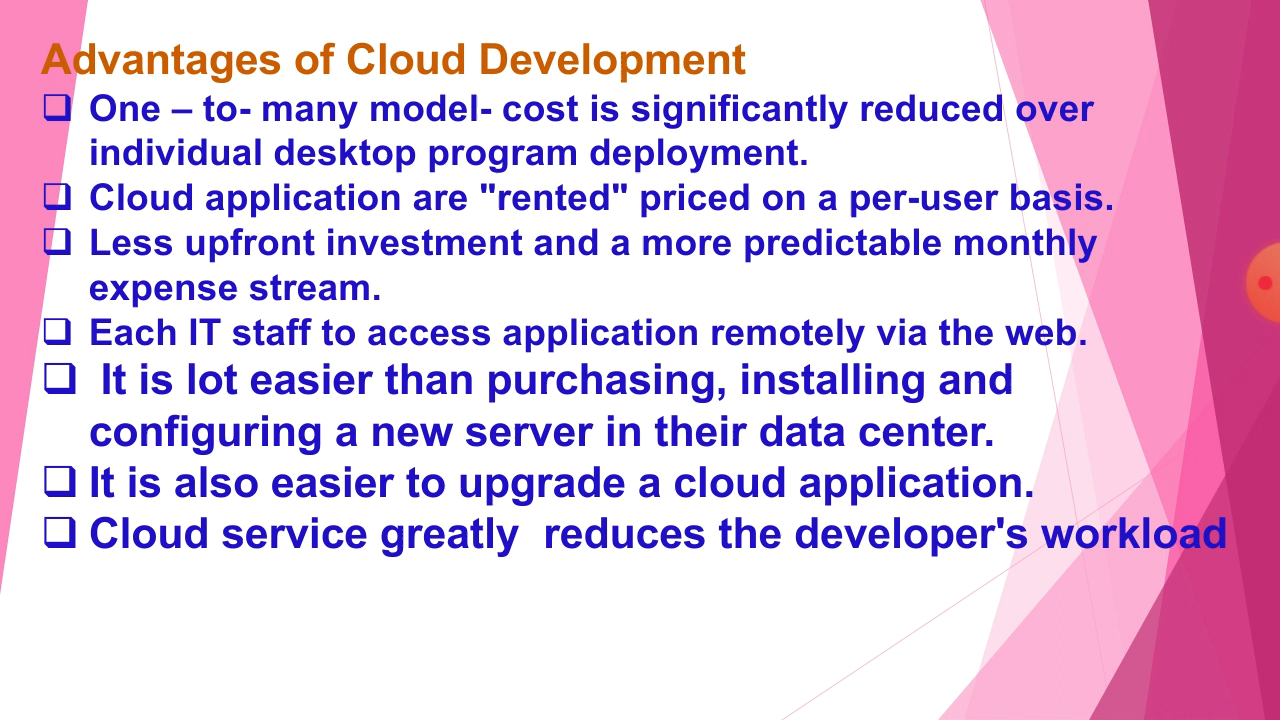 Advantages of Cloud Development
❑ One – to- many model- cost is significantly reduced over
individual desktop program deployment.
❑ Cloud application are "rented" priced on a per-user basis.
❑ Less upfront investment and a more predictable monthly
expense stream.
❑ Each IT staff to access application remotely via the web.
❑ It is lot easier than purchasing, installing and
configuring a new server in their data center.
❑ It is also easier to upgrade a cloud application.
❑ Cloud service greatly  reduces the developer's workload